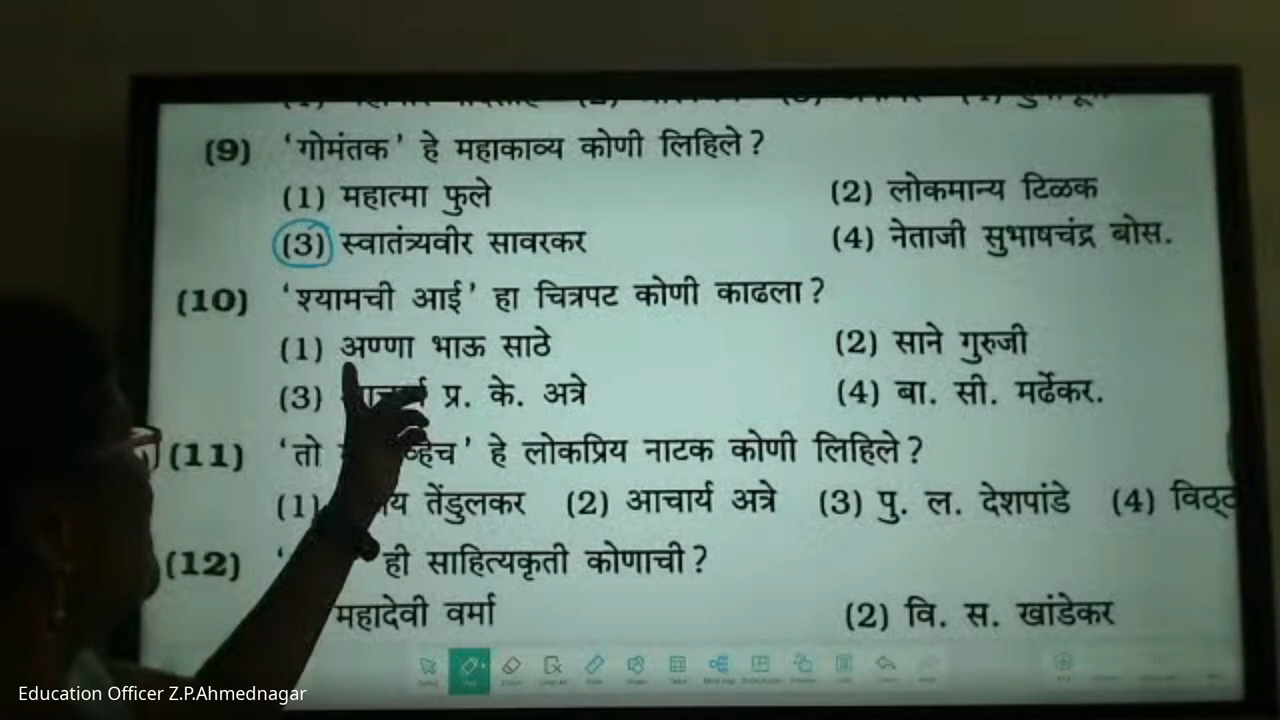 (9) 'गोमंतक' हे महाकाव्य कोणी लिहिले ?
(1) महात्मा फुले (2) लोकमान्य टिळक
(3) स्वातंत्र्यवीर सावरकर (4) नेताजी सुभाषचंद्र बोस.
(10) 'श्यामची आई' हा चित्रपट कोणी काढला ?
(1) अण्णा भाऊ साठे (2) साने गुरुजी
(3) प्र. के. अत्रे (4) बा. सी. मर्ढेकर.
(11) 'तो हे लोकप्रिय नाटक कोणी लिहिले ?
(1) तेंडुलकर (2) आचार्य अत्रे (3) पु. ल. देशपांडे (4)
(12) ही साहित्यकृती कोणाची ?
महादेवी वर्मा (2) वि. स. खांडेकर
Education Officer Z.P.Ahmednagar